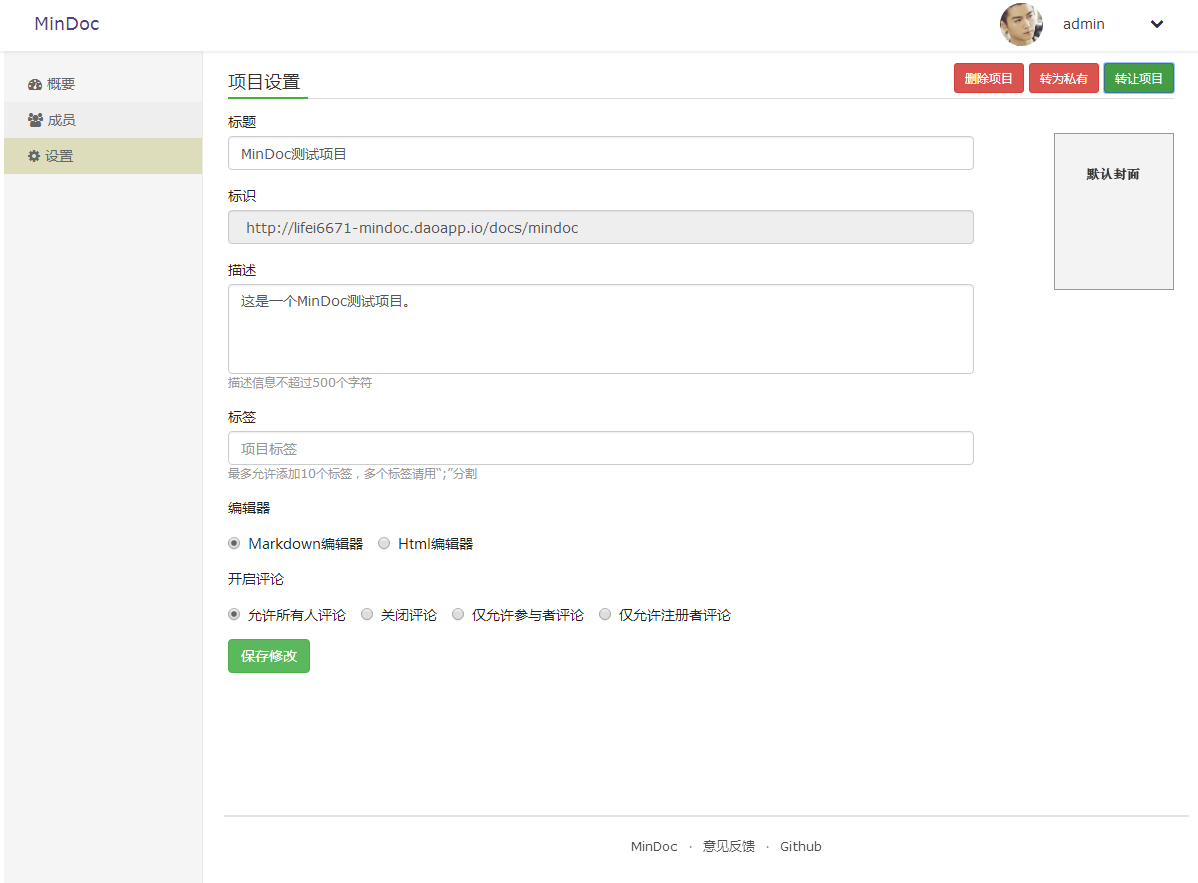 MinDoc
admin
概要
成员
设置
项目设置
删除项目 转为私有 转让项目
标题
MinDoc测试项目
默认封面
标识
http://lifei6671-mindoc.daoapp.io/docs/mindoc
描述
这是一个MinDoc测试项目。
描述信息不超过500个字符
标签
项目标签
最多允许添加10个标签，多个标签请用“;”分割
编辑器
Markdown编辑器 Html编辑器
开启评论
允许所有人评论 关闭评论 仅允许参与者评论 仅允许注册者评论
保存修改
MinDoc · 意见反馈 · Github